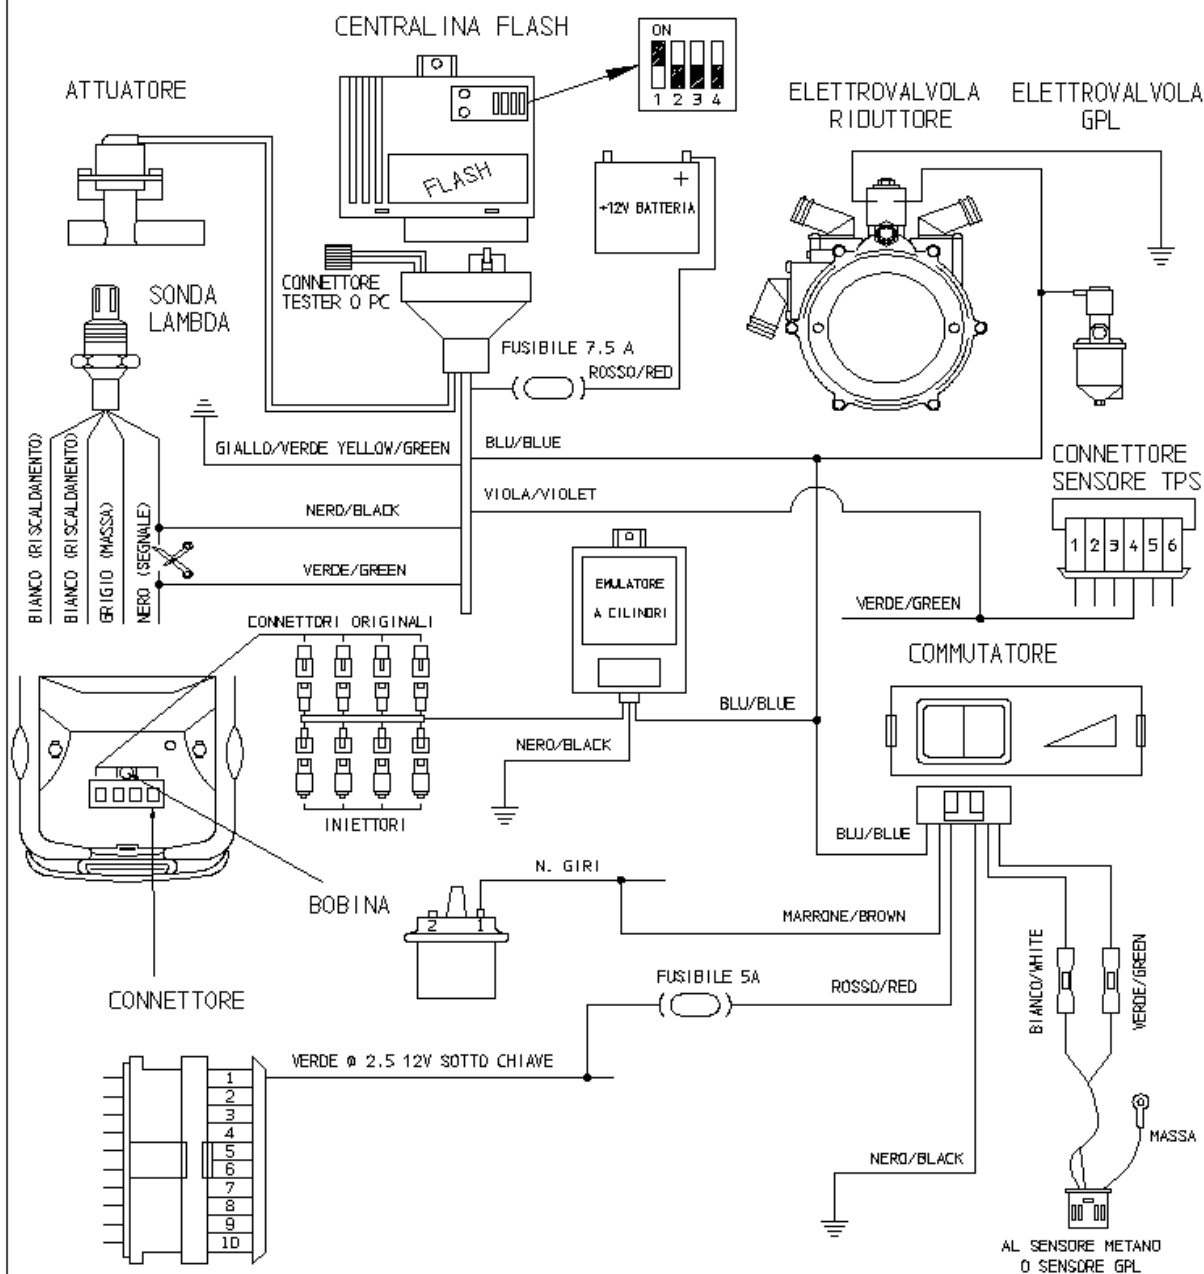 CENTRALINA FLASH
ON
1 2 3 4
ATTUATORE
ELETTROVALVOLA
RIDUTTORE
ELETTROVALVOLA
GPL
FLASH
+
+12V BATTERIA
CONNETTORE
TESTER O PC
SONDA
LAMBDA
FUSIBILE 7.5 A
ROSSO/RED
GIALLO/VERDE YELLOW/GREEN
BLU/BLUE
CONNETTORE
SENSORE TPS
VIOLA/VIOLET
NERO/BLACK
1 2 3 4 5 6
BIANCO (RISCALDAMENTO)
BIANCO (RISCALDAMENTO)
GRIGIO (MASSA)
NERO (SEGNALE)
VERDE/GREEN
EMULATORE
A CILINDRI
VERDE/GREEN
CONNETTORI ORIGINALI
COMMUTATORE
BLU/BLUE
NERO/BLACK
INIETTORI
BLU/BLUE
N. GIRI
BOBINA
2 1
MARRONE/BROWN
FUSIBILE 5A
ROSSO/RED
BIANCO/WHITE
VERDE/GREEN
CONNETTORE
VERDE Ø 2.5 12V SOTTO CHIAVE
1
2
3
4
5
6
7
8
9
10
MASSA
NERO/BLACK
AL SENSORE METANO
O SENSORE GPL